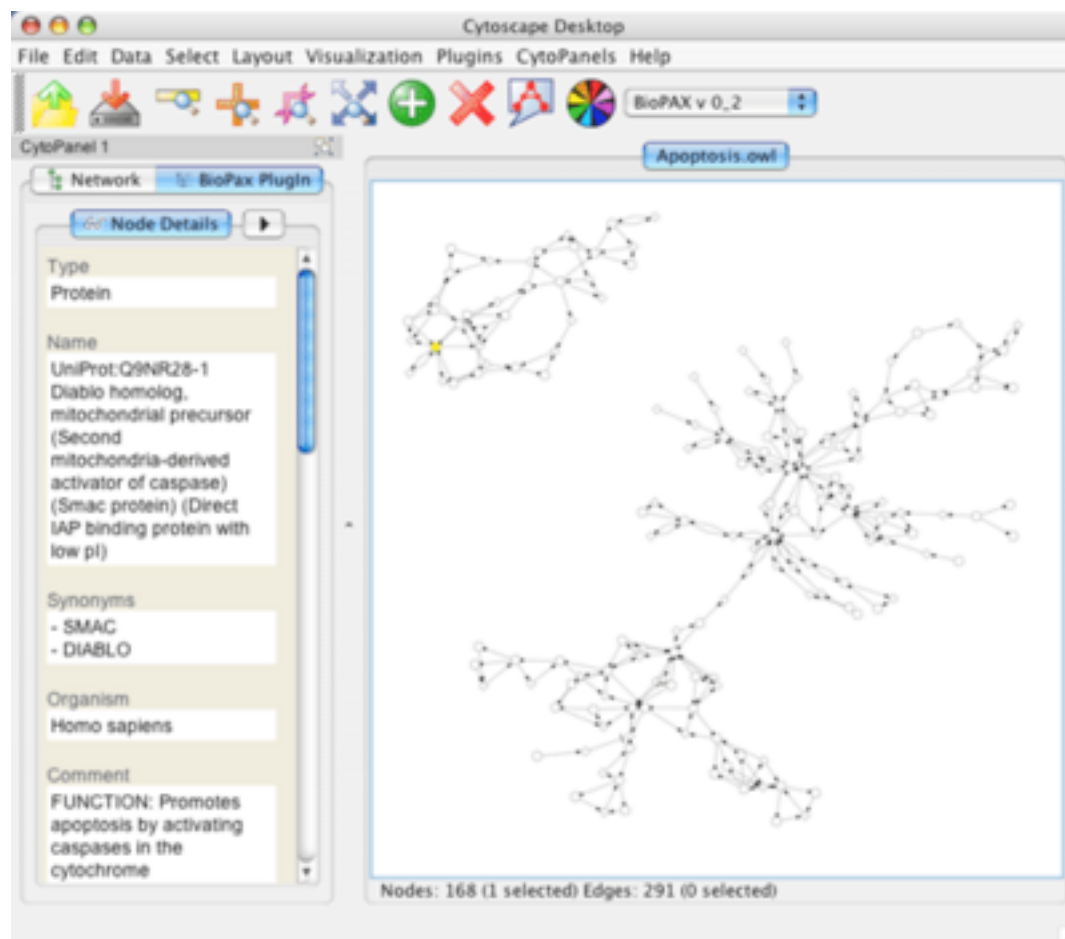 Cytoscape Desktop
File Edit Data Select Layout Visualization Plugins CytoPanels Help
BioPAX v 0_2
CytoPanel 1
Apoptosis.owl
Network BioPax PlugIn
Node Details
Type
Protein
Name
UniProt:Q9NR28-1
Diablo homolog,
mitochondrial precursor
(Second
mitochondria-derived
activator of caspase)
(Smac protein) (Direct
IAP binding protein with
low pI)
Synonyms
- SMAC
- DIABLO
Organism
Homo sapiens
Comment
FUNCTION: Promotes
apoptosis by activating
caspases in the
cytochrome
Nodes: 168 (1 selected) Edges: 291 (0 selected)